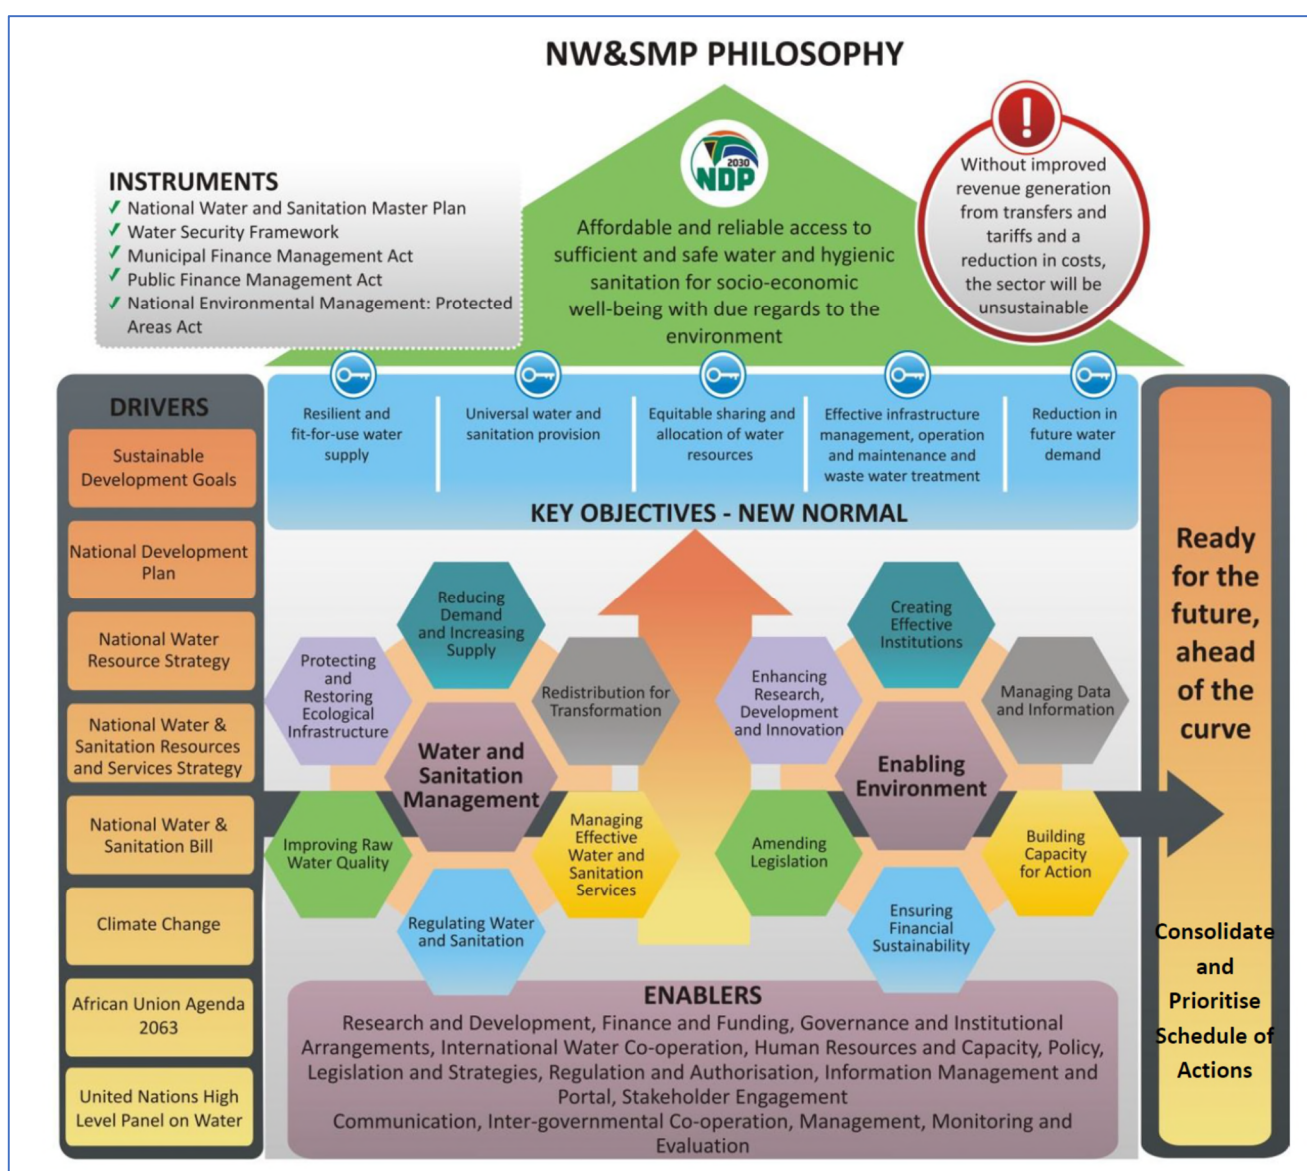 NW&SMP PHILOSOPHY
INSTRUMENTS
✓ National Water and Sanitation Master Plan
✓ Water Security Framework
✓ Municipal Finance Management Act
✓ Public Finance Management Act
✓ National Environmental Management: Protected
Areas Act
2030
NDP
Affordable and reliable access to
sufficient and safe water and hygienic
sanitation for socio-economic
well-being with due regards to the
environment
!
Without improved
revenue generation
from transfers and
tariffs and a
reduction in costs,
the sector will be
unsustainable
DRIVERS
Sustainable
Development Goals
National Development
Plan
National Water
Resource Strategy
National Water &
Sanitation Resources
and Services Strategy
National Water &
Sanitation Bill
Climate Change
African Union Agenda
2063
United Nations High
Level Panel on Water
Resilient and
fit-for-use water
supply
Universal water and
sanitation provision
Equitable sharing and
allocation of water
resources
Effective infrastructure
management, operation
and maintenance and
waste water treatment
Reduction in
future water
demand
KEY OBJECTIVES - NEW NORMAL
Reducing
Demand
and Increasing
Supply
Protecting
and
Restoring
Ecological
Infrastructure
Redistribution for
Transformation
Water and
Sanitation
Management
Improving Raw
Water Quality
Managing
Effective
Water and
Sanitation
Services
Regulating Water
and Sanitation
Creating
Effective
Institutions
Enhancing
Research,
Development
and Innovation
Managing Data
and Information
Enabling
Environment
Amending
Legislation
Building
Capacity
for Action
Ensuring
Financial
Sustainability
ENABLERS
Research and Development, Finance and Funding, Governance and Institutional
Arrangements, International Water Co-operation, Human Resources and Capacity, Policy,
Legislation and Strategies, Regulation and Authorisation, Information Management and
Portal, Stakeholder Engagement
Communication, Inter-governmental Co-operation, Management, Monitoring and
Evaluation
Ready
for the
future,
ahead
of the
curve
Consolidate
and
Prioritise
Schedule of
Actions